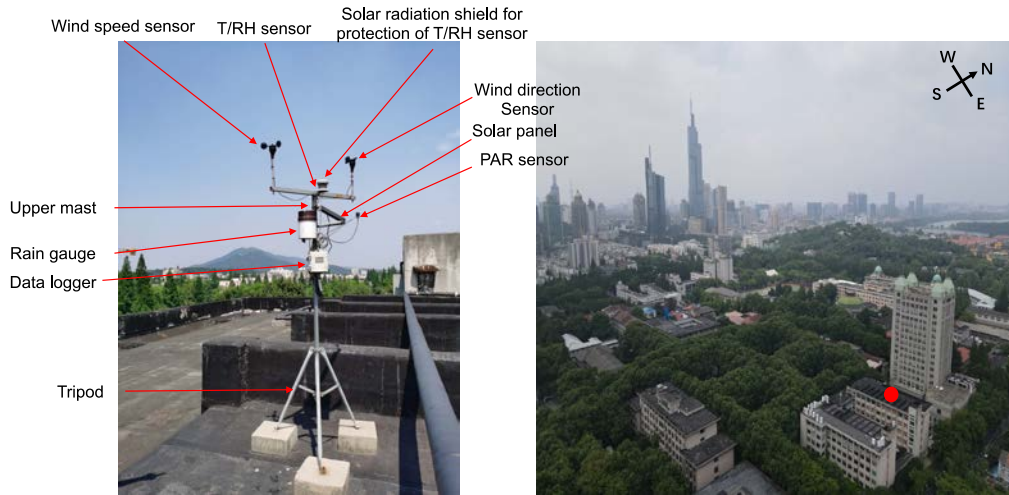 Wind speed sensor
T/RH sensor
Solar radiation shield for
protection of T/RH sensor
Wind direction
Sensor
Solar panel
PAR sensor
Upper mast
Rain gauge
Data logger
Tripod
W
N
S
E